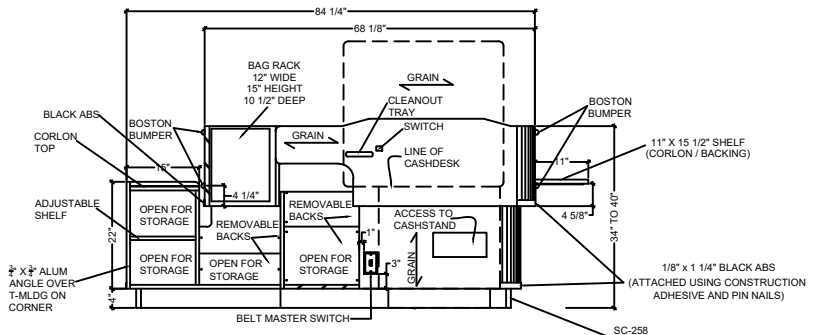 84 1/4"
68 1/8"
BAG RACK
12" WIDE
15" HEIGHT
10 1/2" DEEP
GRAIN
CLEANOUT
TRAY
SWITCH
BLACK ABS
BOSTON
BUMPER
GRAIN
BOSTON
BUMPER
CORLON
TOP
LINE OF
CASHDESK
11" X 15 1/2" SHELF
(CORLON / BACKING)
15"
11"
4 1/4"
4 5/8"
34" TO 40"
ADJUSTABLE
SHELF
OPEN FOR
STORAGE
REMOVABLE
BACKS
REMOVABLE
BACKS
ACCESS TO
CASHSTAND
22"
1"
OPEN FOR
STORAGE
OPEN FOR
STORAGE
OPEN FOR
STORAGE
3"
GRAIN
¾" X ¾" ALUM
ANGLE OVER
T-MLDG ON
CORNER
4"
1/8" x 1 1/4" BLACK ABS
(ATTACHED USING CONSTRUCTION
ADHESIVE AND PIN NAILS)
BELT MASTER SWITCH
SC-258